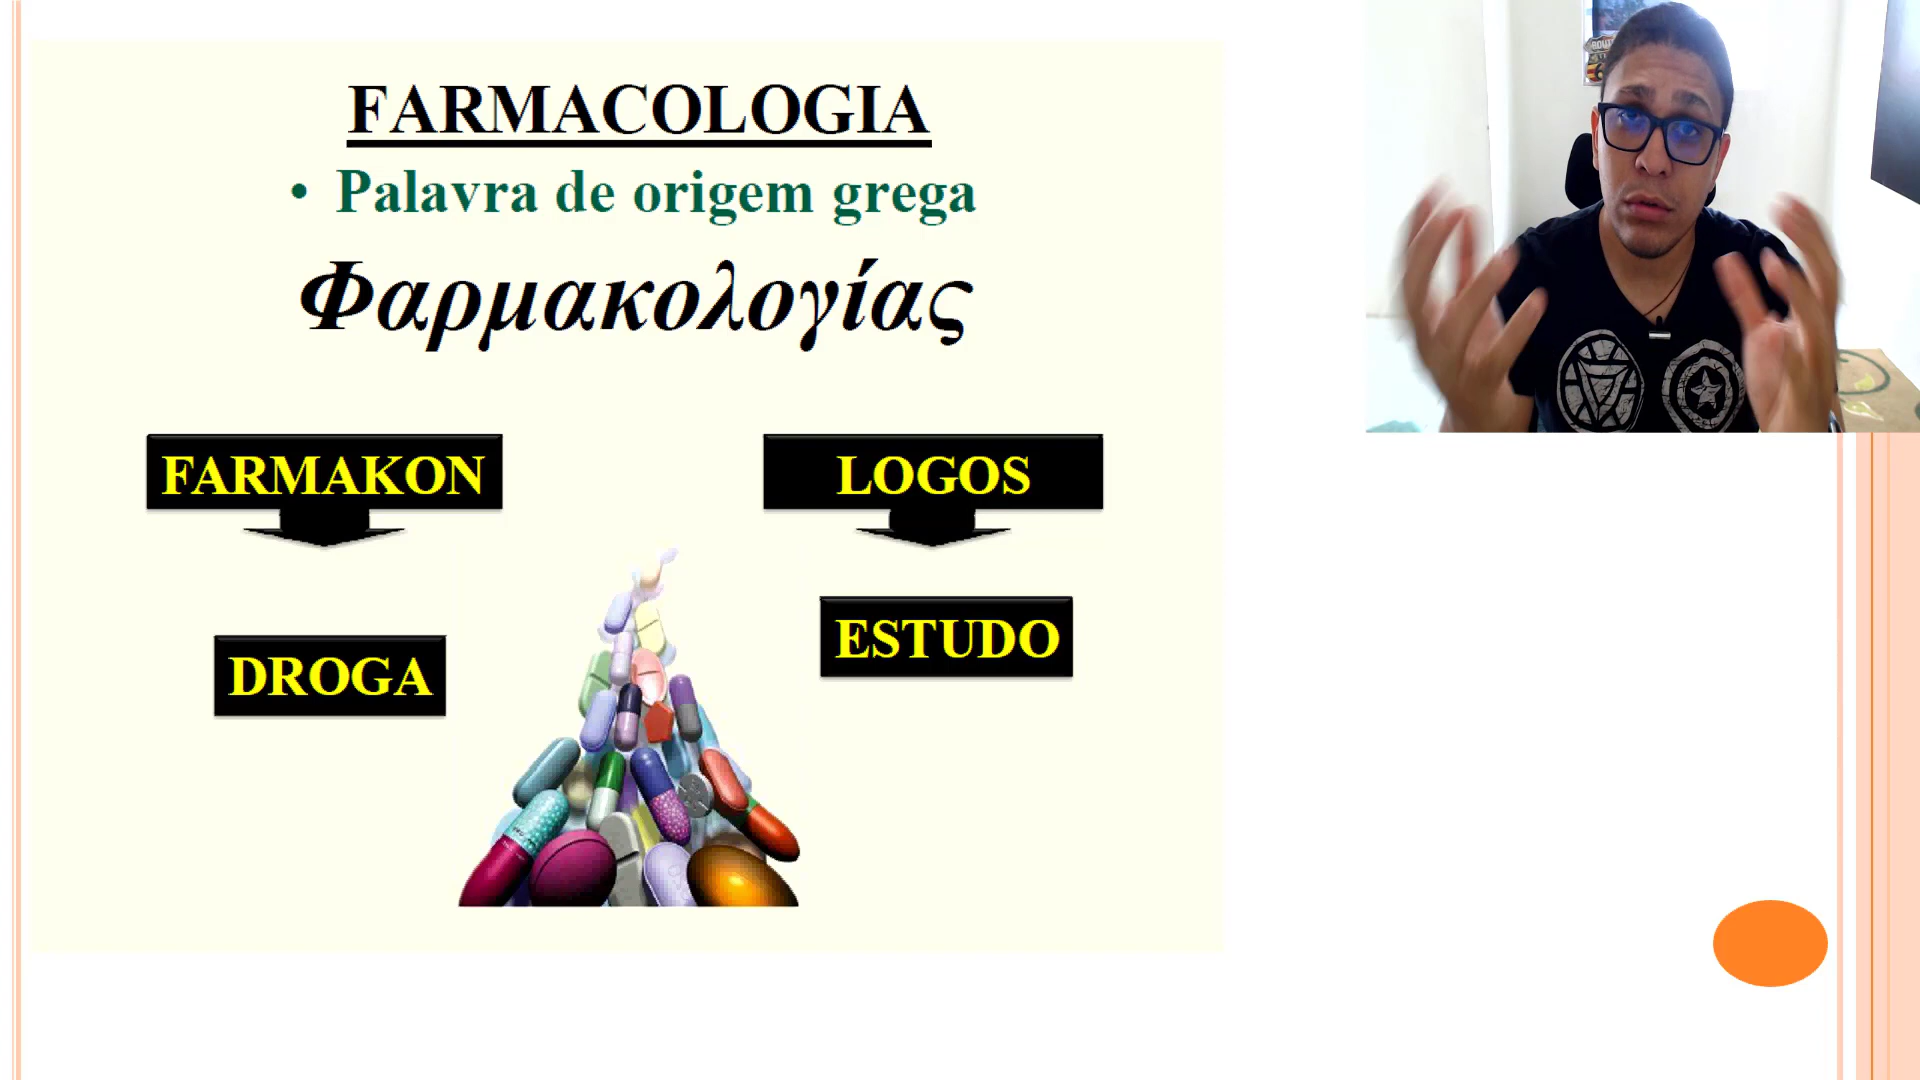 FARMACOLOGIA
• Palavra de origem grega
Φαρμακολογίας
FARMAKON
LOGOS
DROGA
ESTUDO